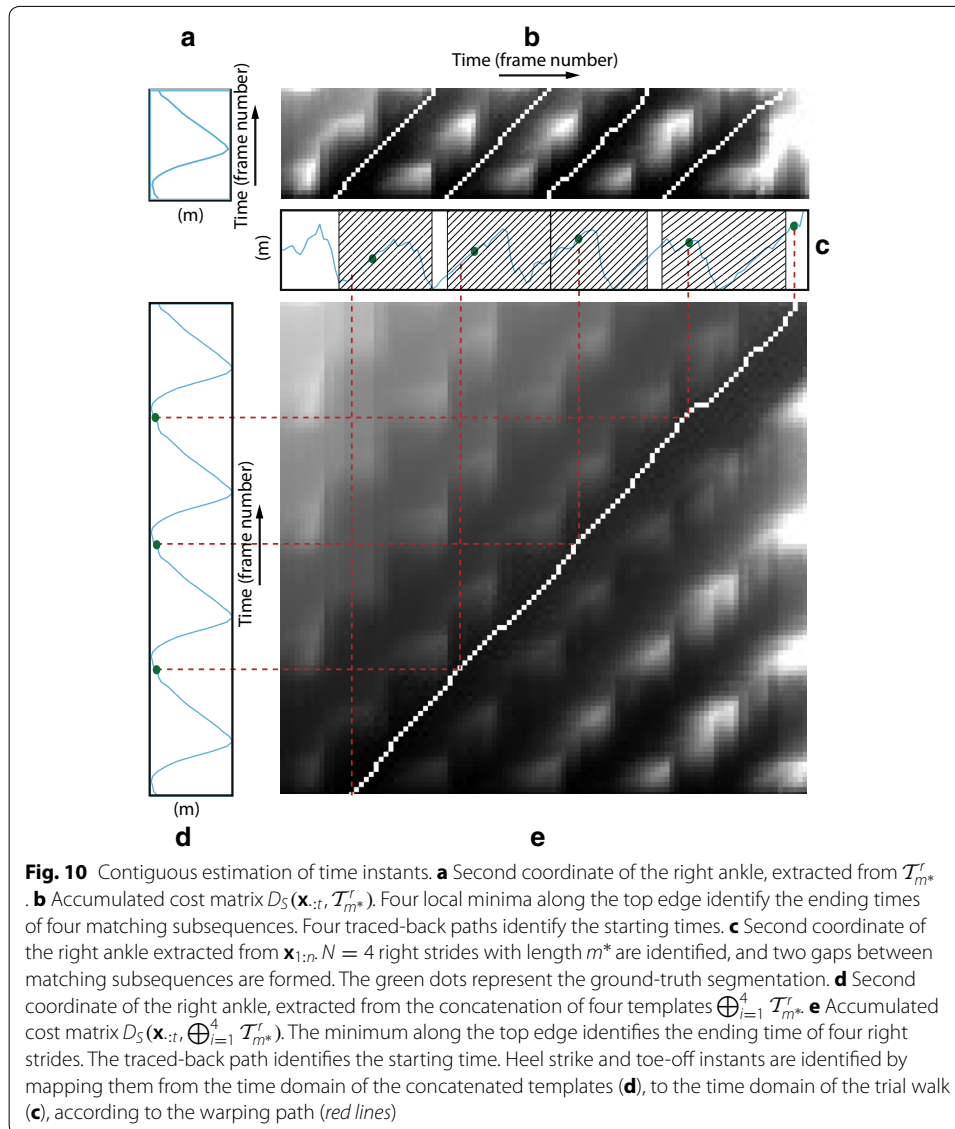 a
b
Time (frame number)
Time (frame number)
(m)
(m)
c
Time (frame number)
(m)
d
e
Fig. 10 Contiguous estimation of time instants. a Second coordinate of the right ankle, extracted from 𝒯ʳₘ*
. b Accumulated cost matrix D_S(x.:t, 𝒯ʳₘ*). Four local minima along the top edge identify the ending times
of four matching subsequences. Four traced-back paths identify the starting times. c Second coordinate of
the right ankle extracted from x₁:ₙ. N = 4 right strides with length m* are identified, and two gaps between
matching subsequences are formed. The green dots represent the ground-truth segmentation. d Second
coordinate of the right ankle, extracted from the concatenation of four templates ⨁⁴ᵢ₌₁ 𝒯ʳₘ*. e Accumulated
cost matrix D_S(x.:t, ⨁⁴ᵢ₌₁ 𝒯ʳₘ*). The minimum along the top edge identifies the ending time of four right
strides. The traced-back path identifies the starting time. Heel strike and toe-off instants are identified by
mapping them from the time domain of the concatenated templates (d), to the time domain of the trial walk
(c), according to the warping path (red lines)